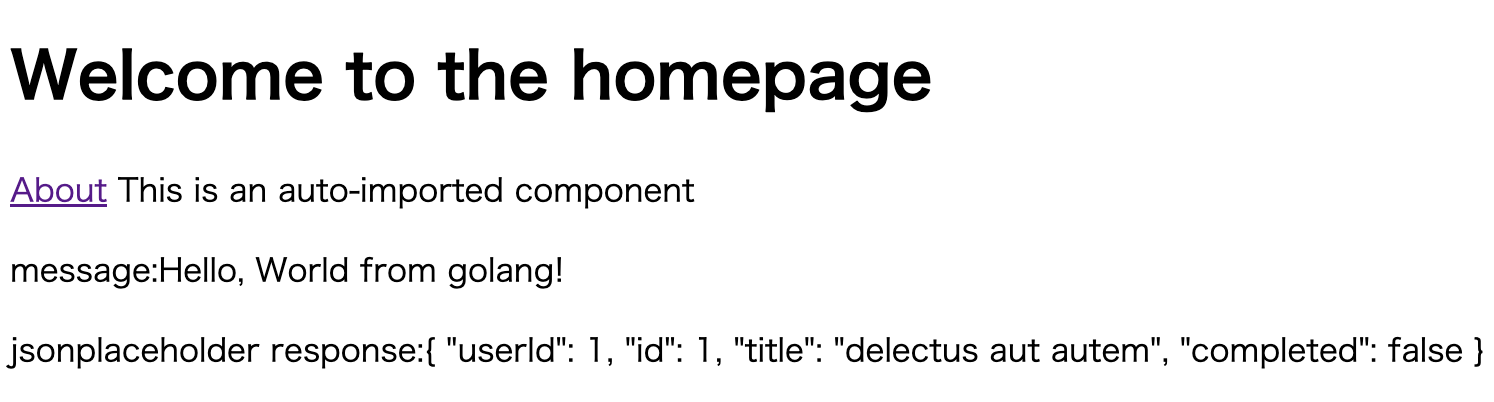 Welcome to the homepage
About This is an auto-imported component
message:Hello, World from golang!
jsonplaceholder response:{ "userId": 1, "id": 1, "title": "delectus aut autem", "completed": false }